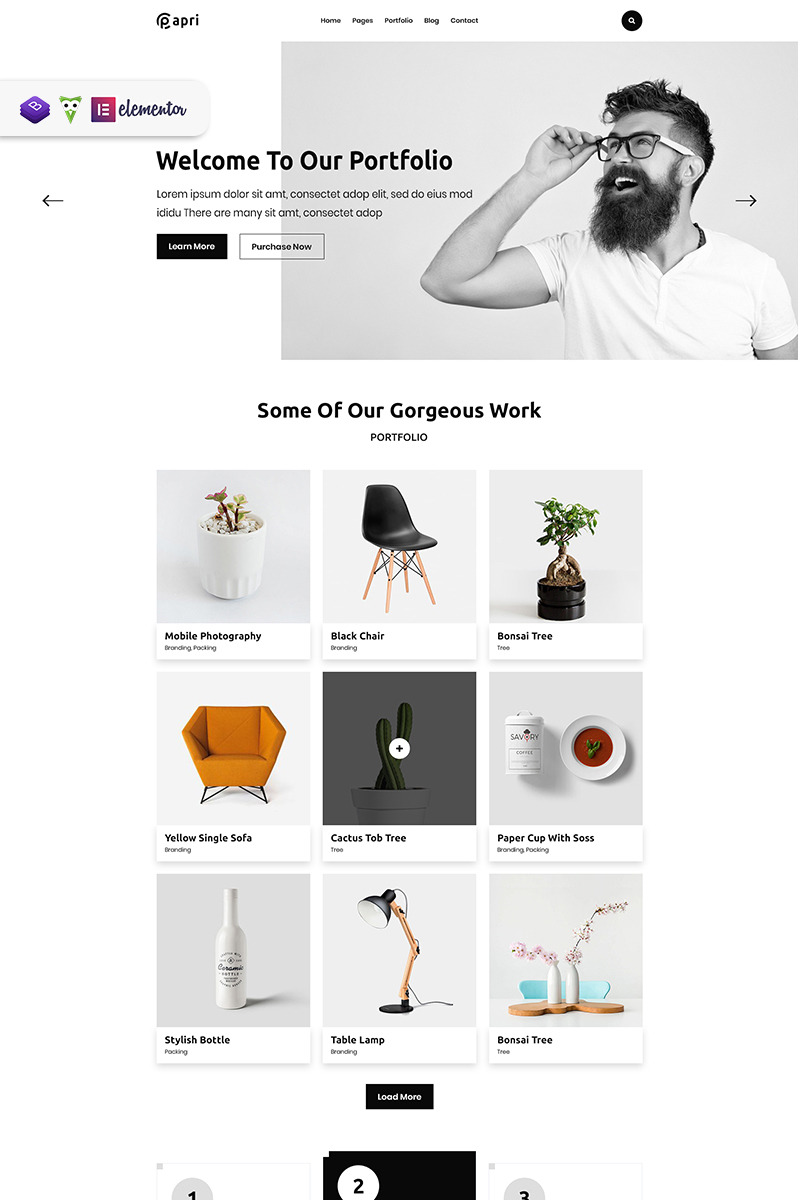 apri
Home Pages Portfolio Blog Contact
elementor
Welcome To Our Portfolio
Lorem ipsum dolor sit amt, consectet adop elit, sed do eius mod
ididu There are many sit amt, consectet adop
Learn More Purchase Now
Some Of Our Gorgeous Work
PORTFOLIO
Mobile Photography
Branding, Packing
Black Chair
Branding
Bonsai Tree
Tree
SAVORY
COFFEE
Yellow Single Sofa
Branding
Cactus Tob Tree
Tree
Paper Cup With Soss
Branding, Packing
Ceramic
BOTTLE
Stylish Bottle
Packing
Table Lamp
Branding
Bonsai Tree
Tree
Load More
1 2 3